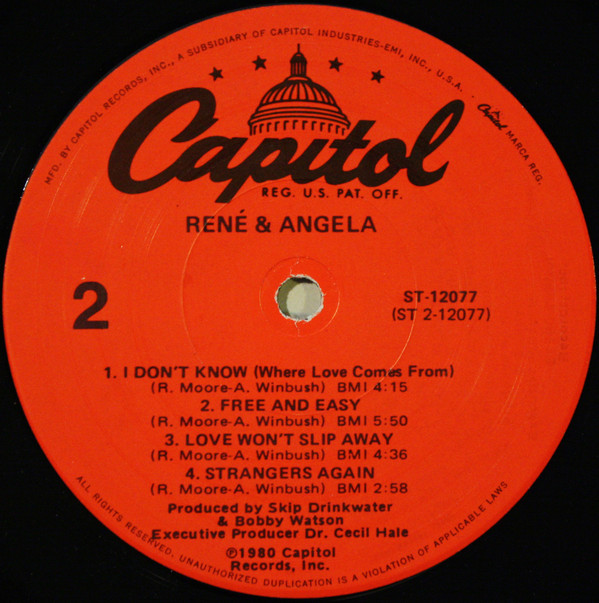 MFD. BY CAPITOL RECORDS, INC., A SUBSIDIARY OF CAPITOL INDUSTRIES-EMI, INC., U.S.A.
Capitol MARCA REG.
Capitol
REG. U.S. PAT. OFF.
RENÉ & ANGELA
2
ST-12077
(ST 2-12077)
1. I DON'T KNOW (Where Love Comes From)
(R. Moore-A. Winbush) BMI 4:15
2. FREE AND EASY
(R. Moore-A. Winbush) BMI 5:50
3. LOVE WON'T SLIP AWAY
(R. Moore-A. Winbush) BMI 4:36
4. STRANGERS AGAIN
(R. Moore-A. Winbush) BMI 2:58
Produced by Skip Drinkwater
& Bobby Watson
Executive Producer Dr. Cecil Hale
℗1980 Capitol
Records, Inc.
ALL RIGHTS RESERVED. UNAUTHORIZED DUPLICATION IS A VIOLATION OF APPLICABLE LAWS